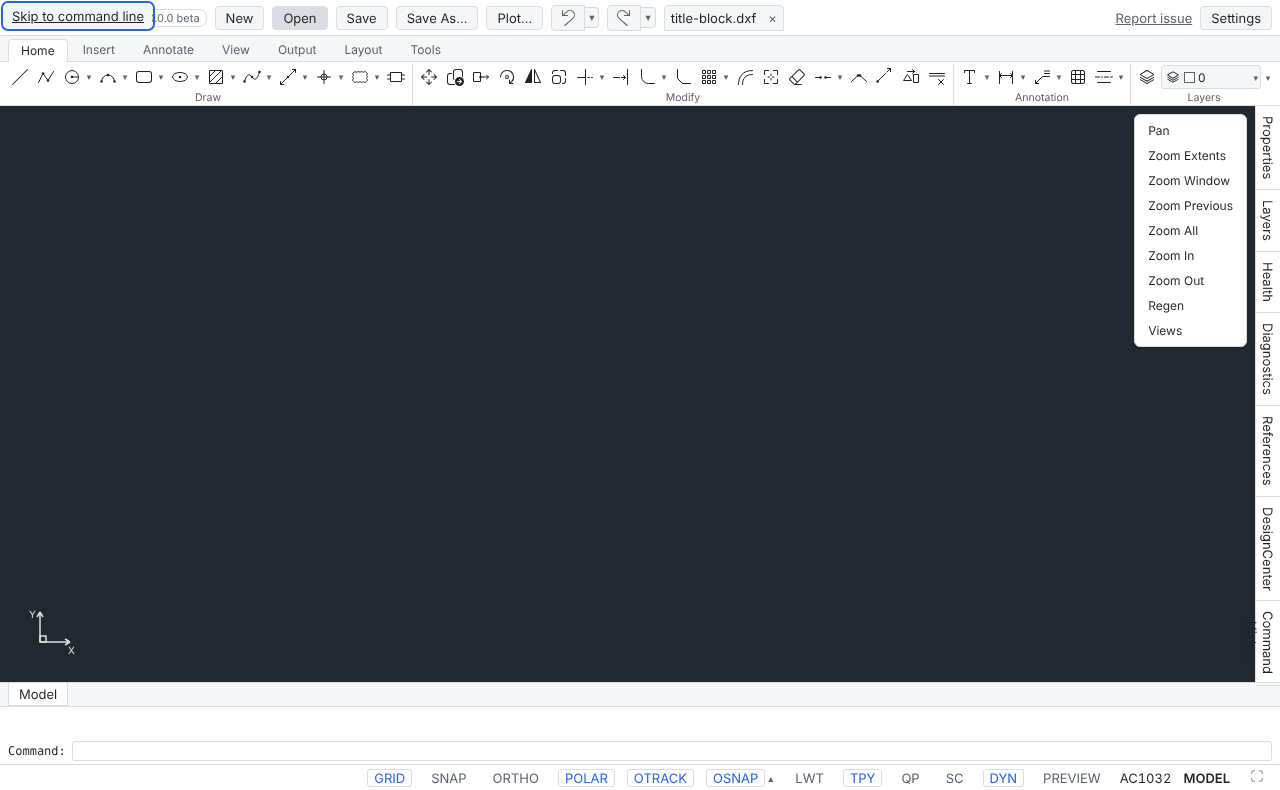 Skip to command line
.0.0 beta
New
Open
Save
Save As...
Plot...
title-block.dxf
×
Report issue
Settings
Home
Insert
Annotate
View
Output
Layout
Tools
0
Draw
Modify
Annotation
Layers
Pan
Zoom Extents
Zoom Window
Zoom Previous
Zoom All
Zoom In
Zoom Out
Regen
Views
Properties
Layers
Health
Diagnostics
References
DesignCenter
Command
Y
X
Model
Command:
GRID
SNAP
ORTHO
POLAR
OTRACK
OSNAP
LWT
TPY
QP
SC
DYN
PREVIEW
AC1032
MODEL